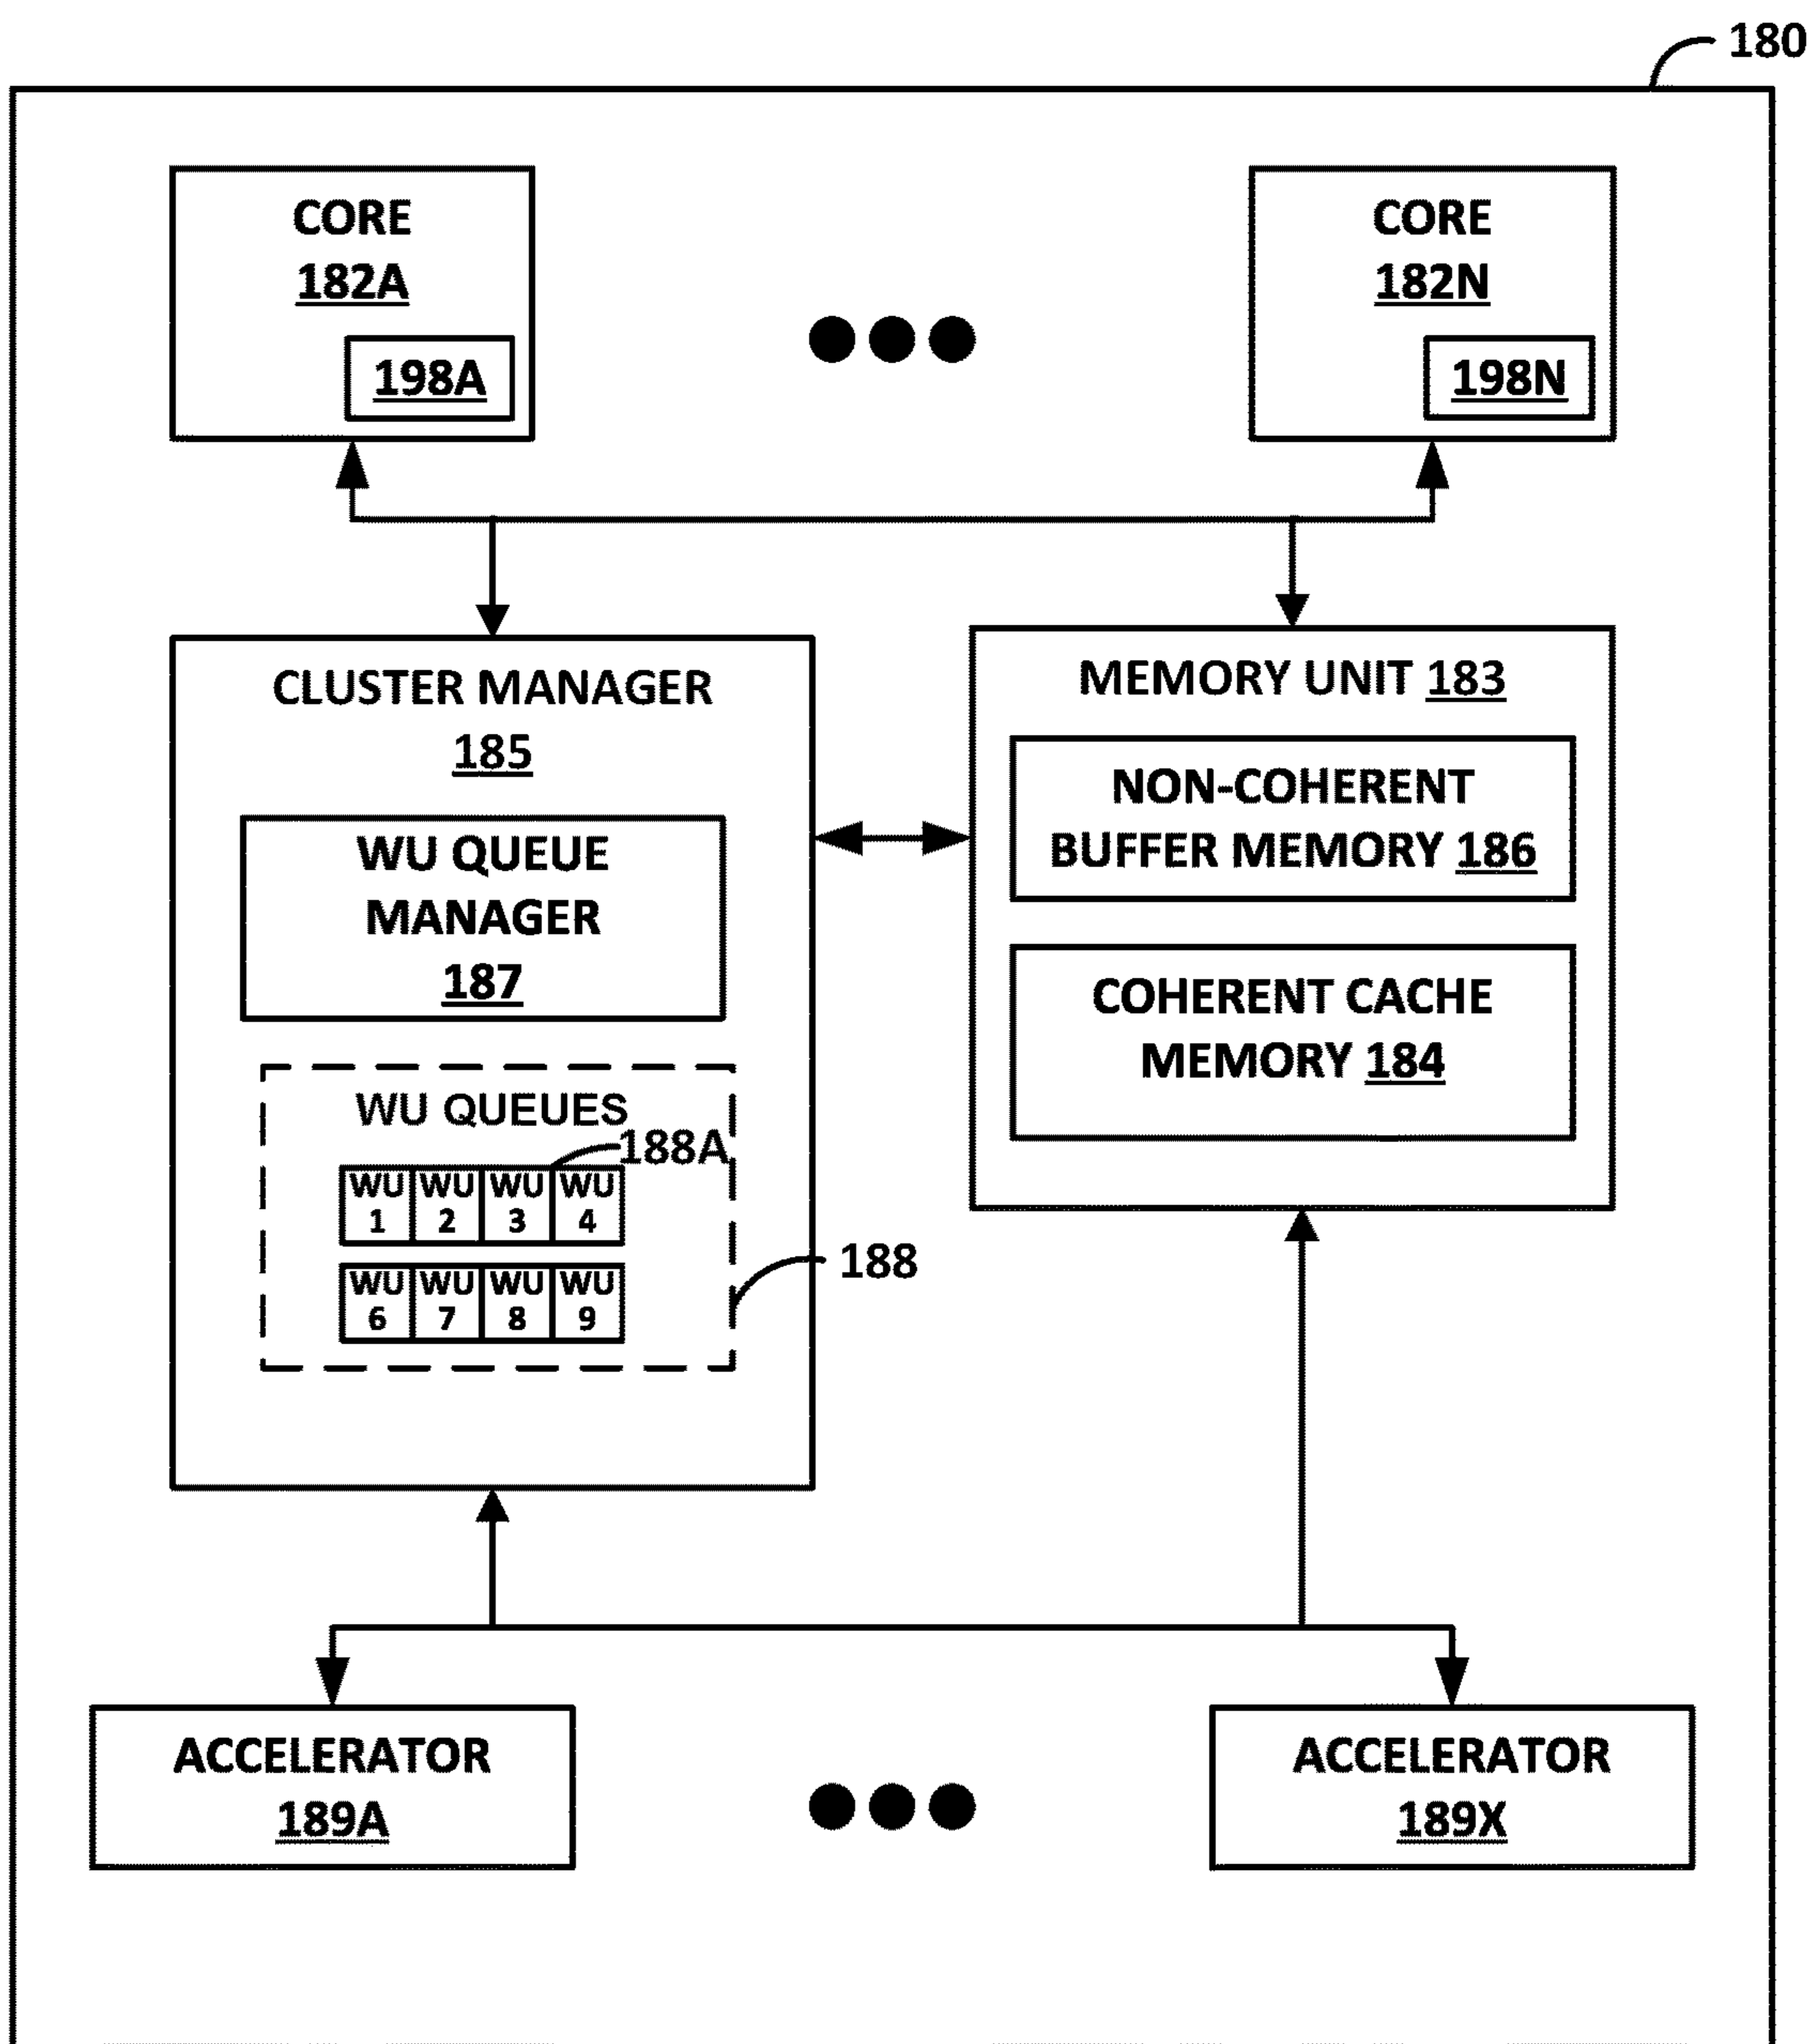 180
CORE
182A
198A
CORE
182N
198N
CLUSTER MANAGER
185
WU QUEUE
MANAGER
187
WU QUEUES
188A
WU WU WU WU
1 2 3 4
WU WU WU WU
6 7 8 9
188
MEMORY UNIT 183
NON-COHERENT
BUFFER MEMORY 186
COHERENT CACHE
MEMORY 184
ACCELERATOR
189A
ACCELERATOR
189X